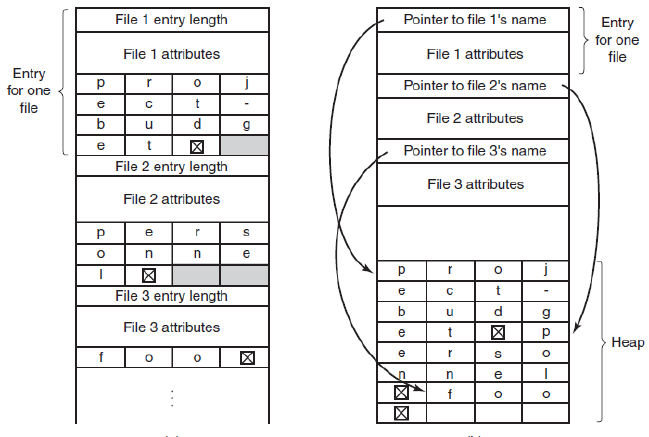 File 1 entry length
File 1 attributes
Entry
for one
file
p r o j
e c t -
b u d g
e t
File 2 entry length
File 2 attributes
p e r s
o n n e
l
File 3 entry length
File 3 attributes
f o o
Pointer to file 1's name
File 1 attributes
Entry
for one
file
Pointer to file 2's name
File 2 attributes
Pointer to file 3's name
File 3 attributes
p r o j
e c t -
b u d g
e t p
e r s o
n n e l
f o o
Heap